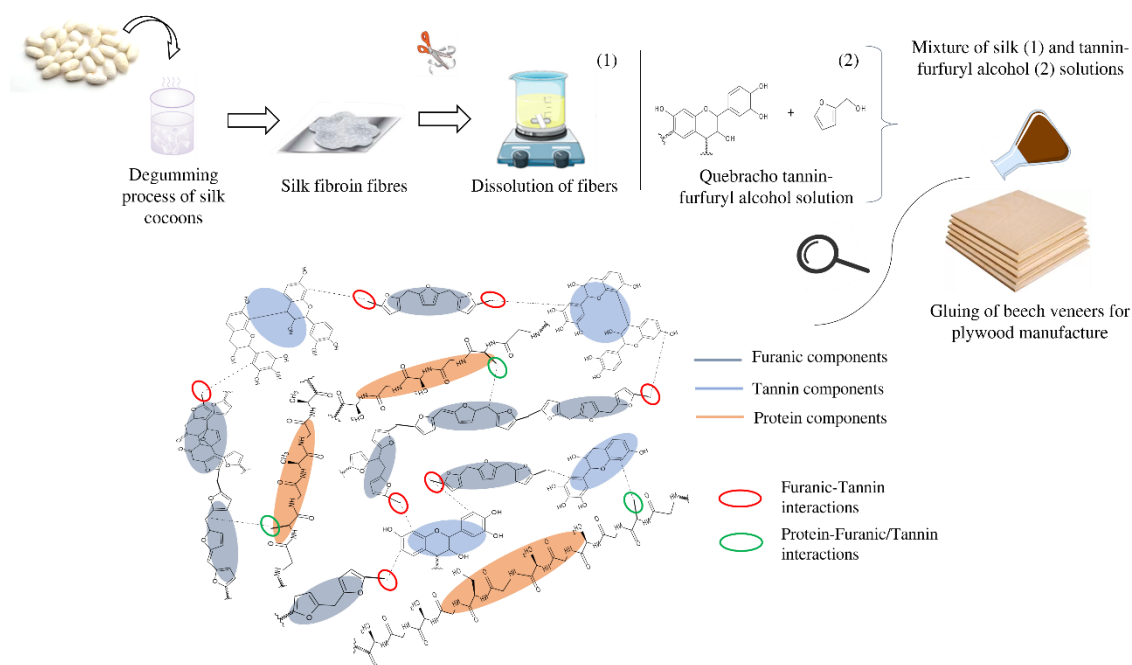 (1)
(2)
Mixture of silk (1) and tannin-
furfuryl alcohol (2) solutions
Degumming
process of silk
cocoons
Silk fibroin fibres
Dissolution of fibers
+
Quebracho tannin-
furfuryl alcohol solution
Gluing of beech veneers for
plywood manufacture
Furanic components
Tannin components
Protein components
Furanic-Tannin
interactions
Protein-Furanic/Tannin
interactions